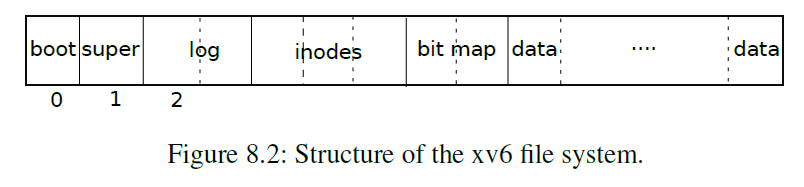 boot super log inodes bit map data .... data
0 1 2
Figure 8.2: Structure of the xv6 file system.